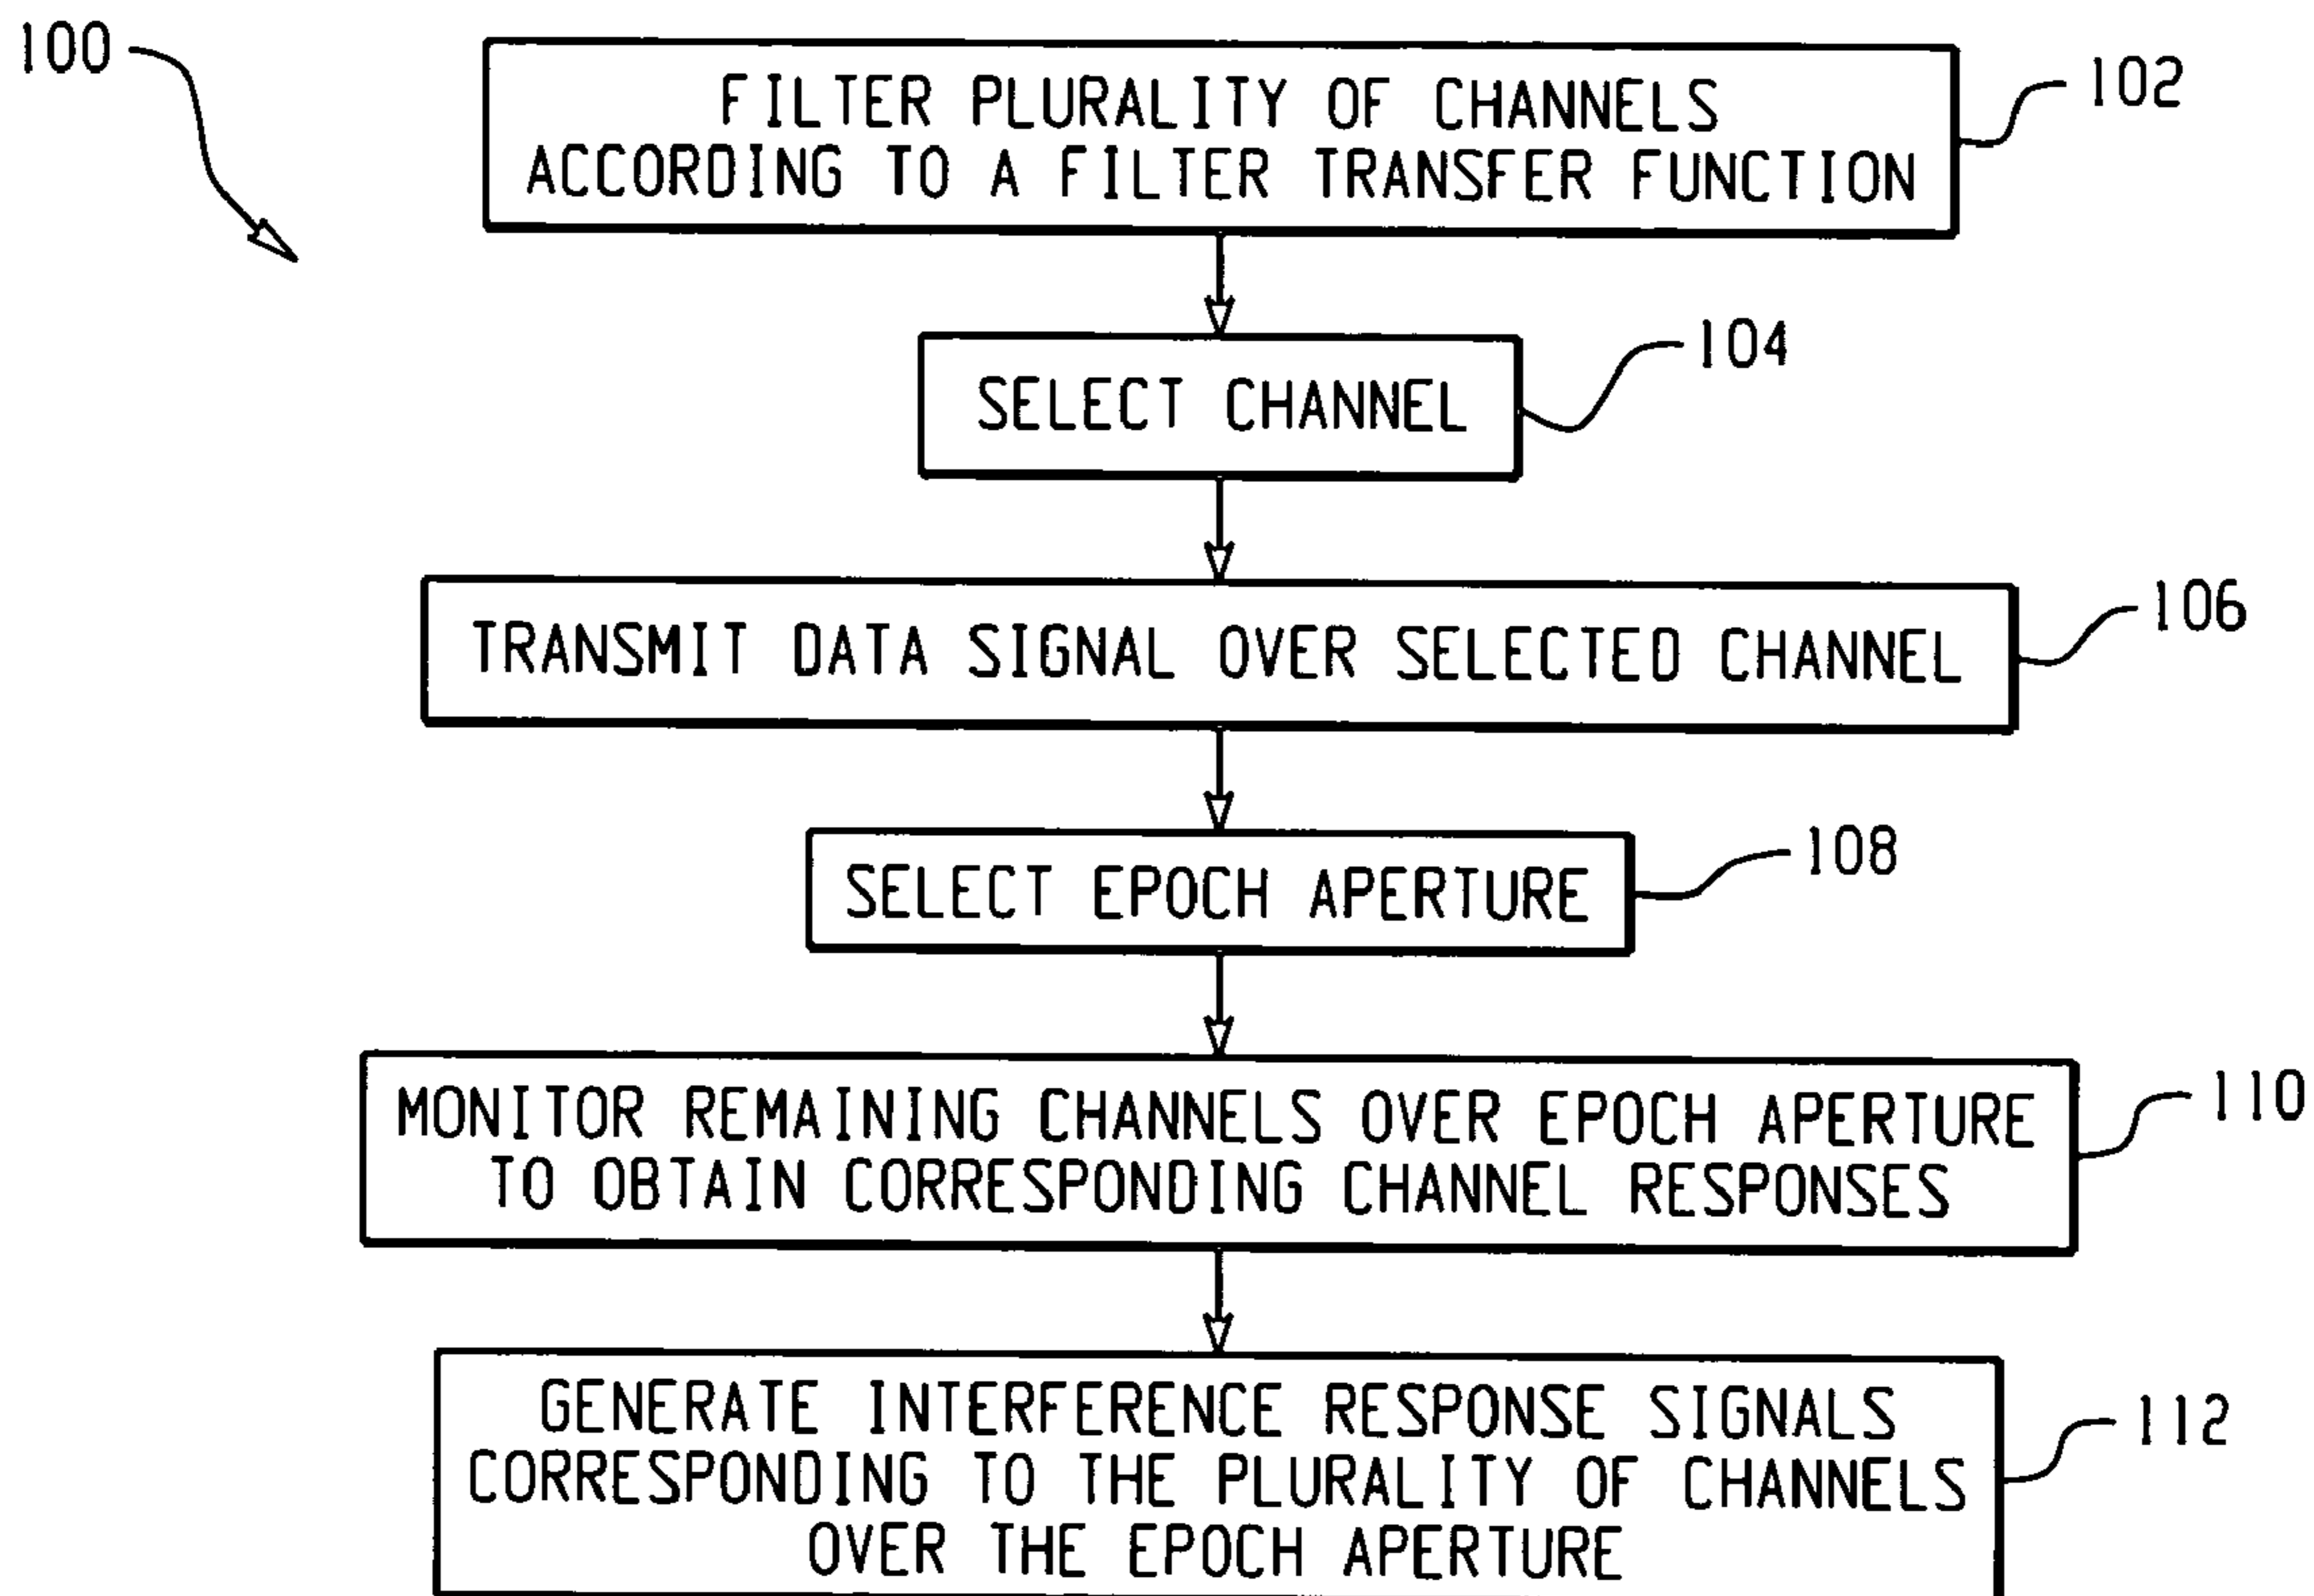 100
FILTER PLURALITY OF CHANNELS
ACCORDING TO A FILTER TRANSFER FUNCTION
102
SELECT CHANNEL
104
TRANSMIT DATA SIGNAL OVER SELECTED CHANNEL
106
SELECT EPOCH APERTURE
108
MONITOR REMAINING CHANNELS OVER EPOCH APERTURE
TO OBTAIN CORRESPONDING CHANNEL RESPONSES
110
GENERATE INTERFERENCE RESPONSE SIGNALS
CORRESPONDING TO THE PLURALITY OF CHANNELS
OVER THE EPOCH APERTURE
112